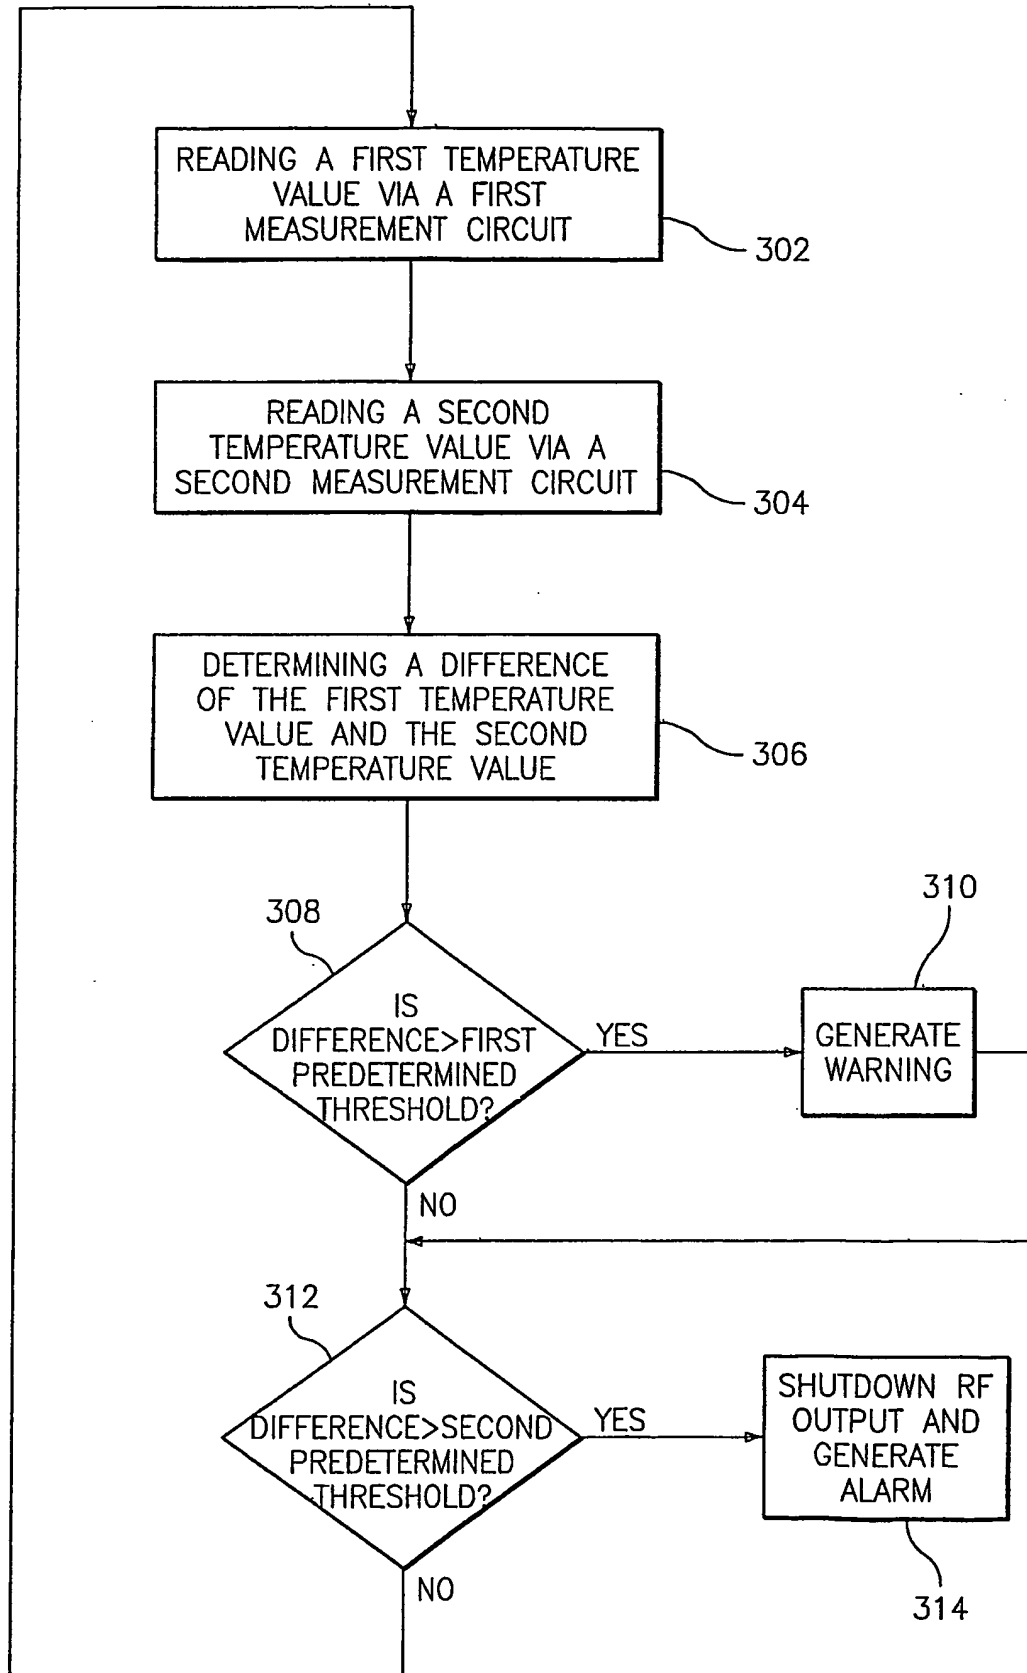 READING A FIRST TEMPERATURE
VALUE VIA A FIRST
MEASUREMENT CIRCUIT
302
READING A SECOND
TEMPERATURE VALUE VIA A
SECOND MEASUREMENT CIRCUIT
304
DETERMINING A DIFFERENCE
OF THE FIRST TEMPERATURE
VALUE AND THE SECOND
TEMPERATURE VALUE
306
308
IS
DIFFERENCE>FIRST
PREDETERMINED
THRESHOLD?
YES
310
GENERATE
WARNING
NO
312
IS
DIFFERENCE>SECOND
PREDETERMINED
THRESHOLD?
YES
SHUTDOWN RF
OUTPUT AND
GENERATE
ALARM
314
NO